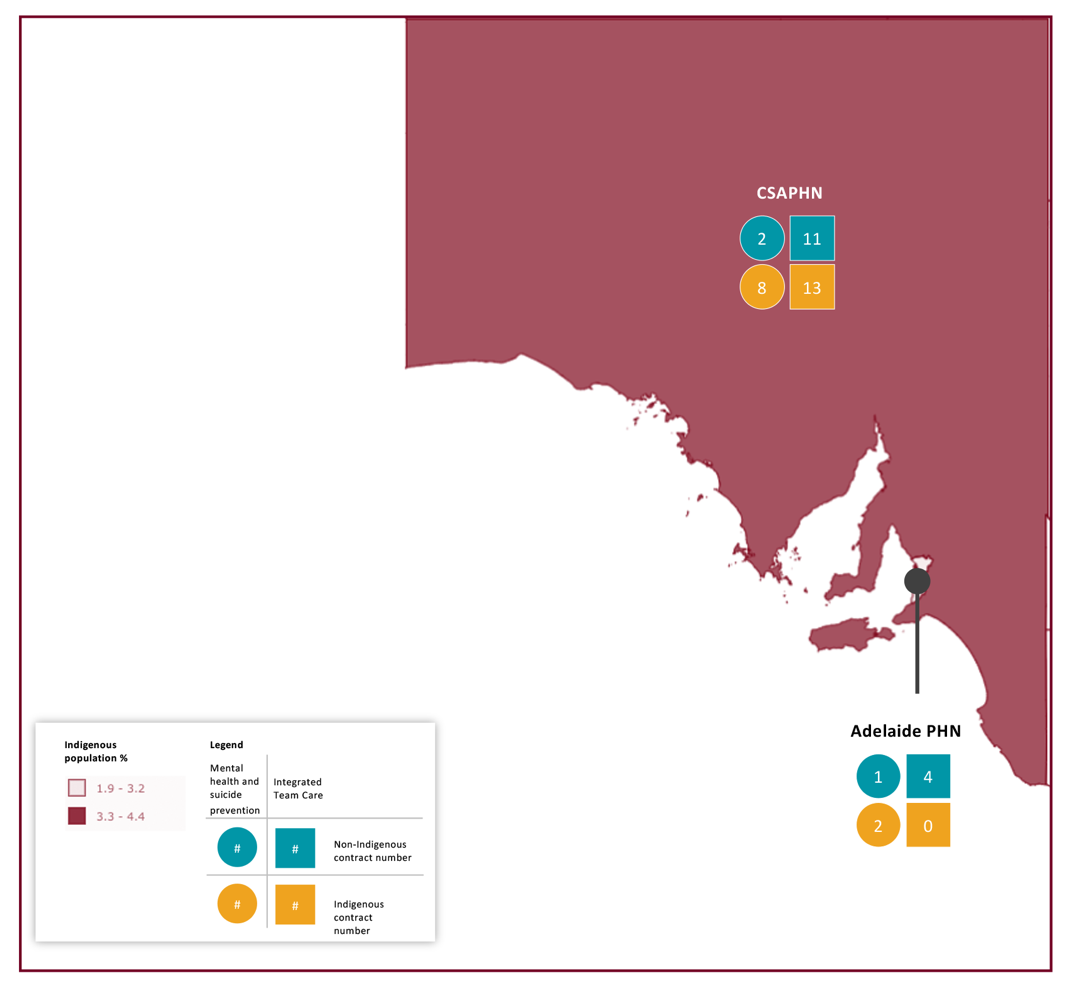 CSAPHN
2 11
8 13
Adelaide PHN
1 4
2 0
Indigenous
population %
1.9 - 3.2
3.3 - 4.4
Legend
Mental
health and
suicide
prevention
Integrated
Team Care
# #
Non-Indigenous
contract number
# #
Indigenous
contract
number